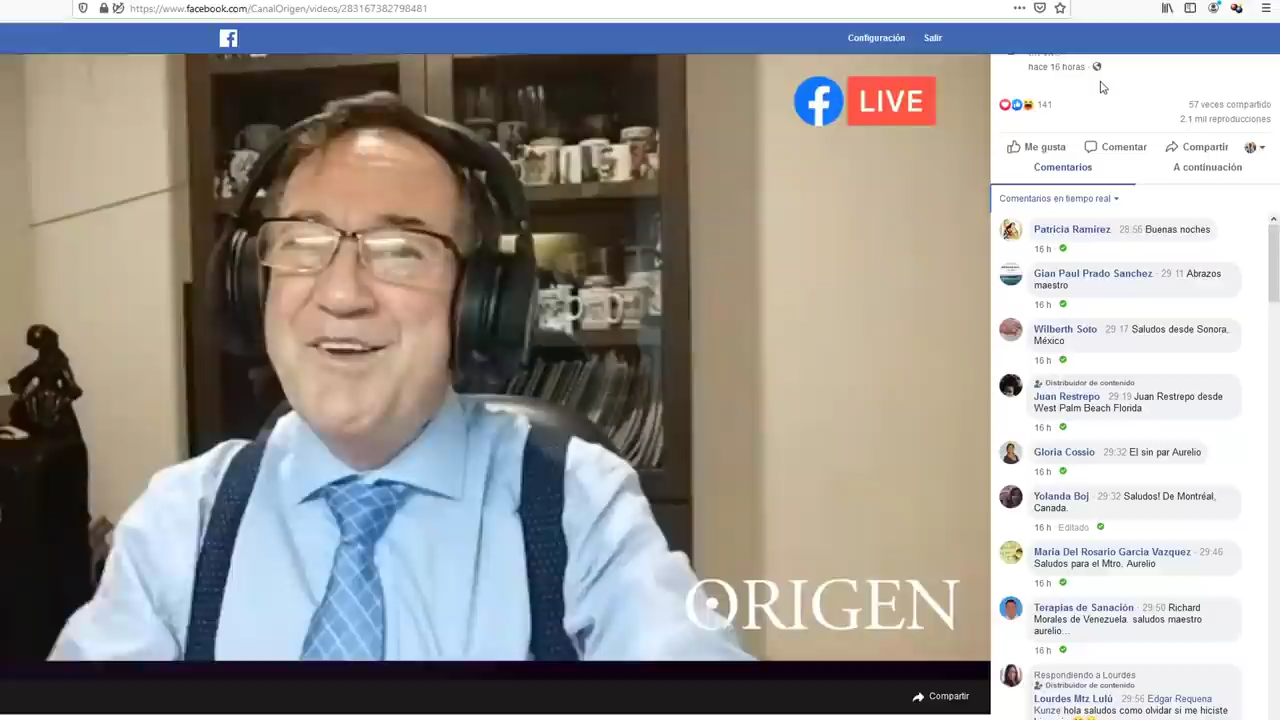 https://www.facebook.com/CanalOrigen/videos/283167382798481
f
Configuración
Salir
f LIVE
ORIGEN
Compartir
hace 16 horas ·
141
57 veces compartido
2.1 mil reproducciones
Me gusta
Comentar
Compartir
Comentarios
A continuación
Comentarios en tiempo real
Patricia Ramirez · 28:56 Buenas noches
16 h
Gian Paul Prado Sanchez · 29:11 Abrazos
maestro
16 h
Wilberth Soto · 29:17 Saludos desde Sonora,
México
16 h
Distribuidor de contenido
Juan Restrepo · 29:19 Juan Restrepo desde
West Palm Beach Florida
16 h
Gloria Cossio · 29:32 El sin par Aurelio
16 h
Yolanda Boj · 29:32 Saludos! De Montréal,
Canada.
16 h Editado
Maria Del Rosario Garcia Vazquez · 29:46
Saludos para el Mtro. Aurelio
16 h
Terapias de Sanación · 29:50 Richard
Morales de Venezuela saludos maestro
aurelio...
16 h
Respondiendo a Lourdes
Distribuidor de contenido
Lourdes Mtz Lulú · 29:56 Edgar Requena
Kunze hola saludos como olvidar si me hiciste